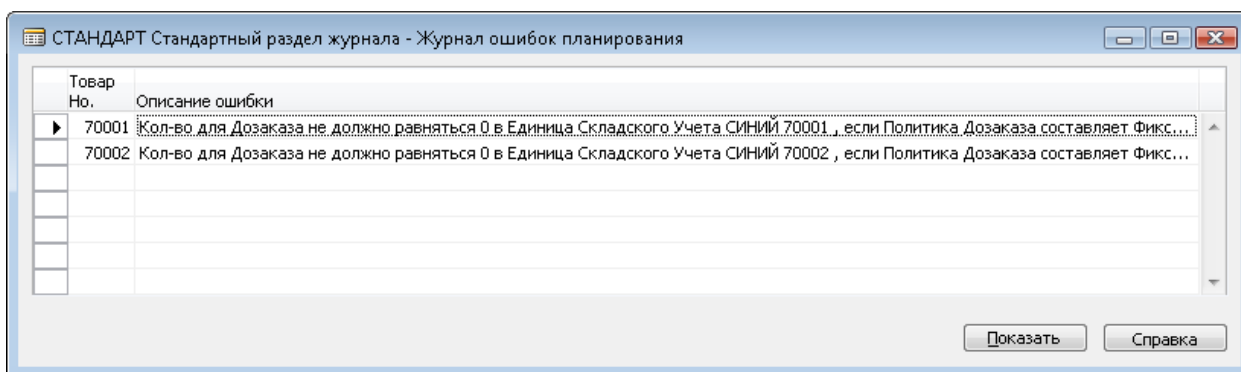 СТАНДАРТ Стандартный раздел журнала - Журнал ошибок планирования
Товар
Но. Описание ошибки
70001 Кол-во для Дозаказа не должно равняться 0 в Единица Складского Учета СИНИЙ 70001 , если Политика Дозаказа составляет Фикс...
70002 Кол-во для Дозаказа не должно равняться 0 в Единица Складского Учета СИНИЙ 70002 , если Политика Дозаказа составляет Фикс...
Показать Справка